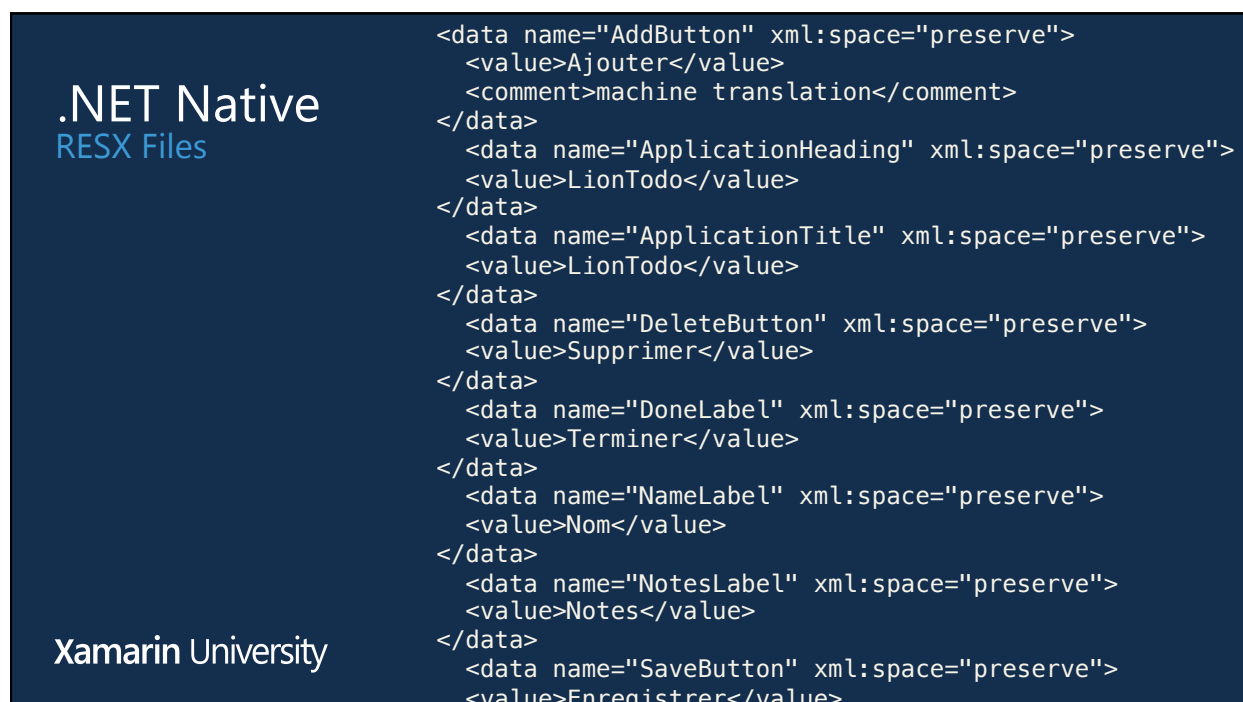 .NET Native
RESX Files
<data name="AddButton" xml:space="preserve">
  <value>Ajouter</value>
  <comment>machine translation</comment>
</data>
  <data name="ApplicationHeading" xml:space="preserve">
  <value>LionTodo</value>
</data>
  <data name="ApplicationTitle" xml:space="preserve">
  <value>LionTodo</value>
</data>
  <data name="DeleteButton" xml:space="preserve">
  <value>Supprimer</value>
</data>
  <data name="DoneLabel" xml:space="preserve">
  <value>Terminer</value>
</data>
  <data name="NameLabel" xml:space="preserve">
  <value>Nom</value>
</data>
  <data name="NotesLabel" xml:space="preserve">
  <value>Notes</value>
</data>
  <data name="SaveButton" xml:space="preserve">
  <value>Enregistrer</value>
Xamarin University